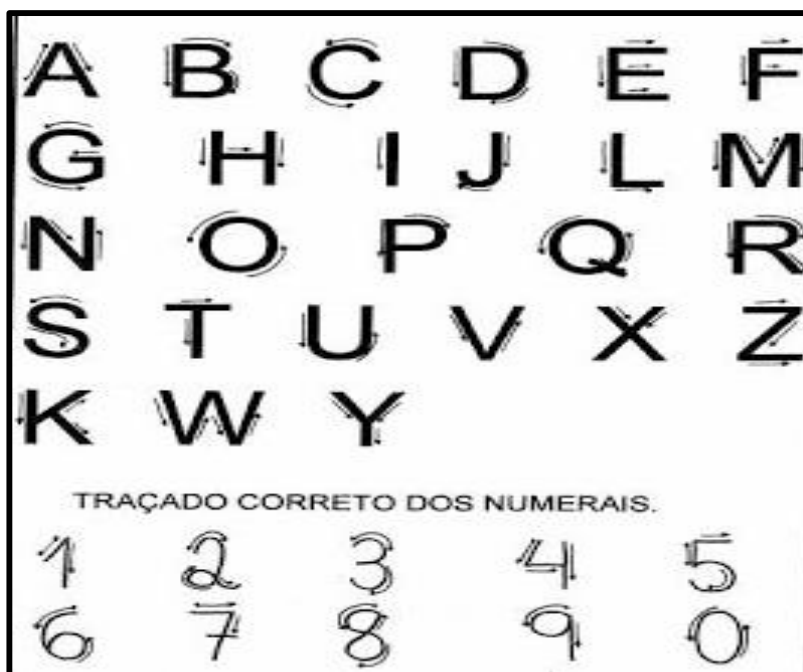 A B C D E F
G H I J L M
N O P Q R
S T U V X Z
K W Y
TRAÇADO CORRETO DOS NUMERAIS.
1 2 3 4 5
6 7 8 9 0